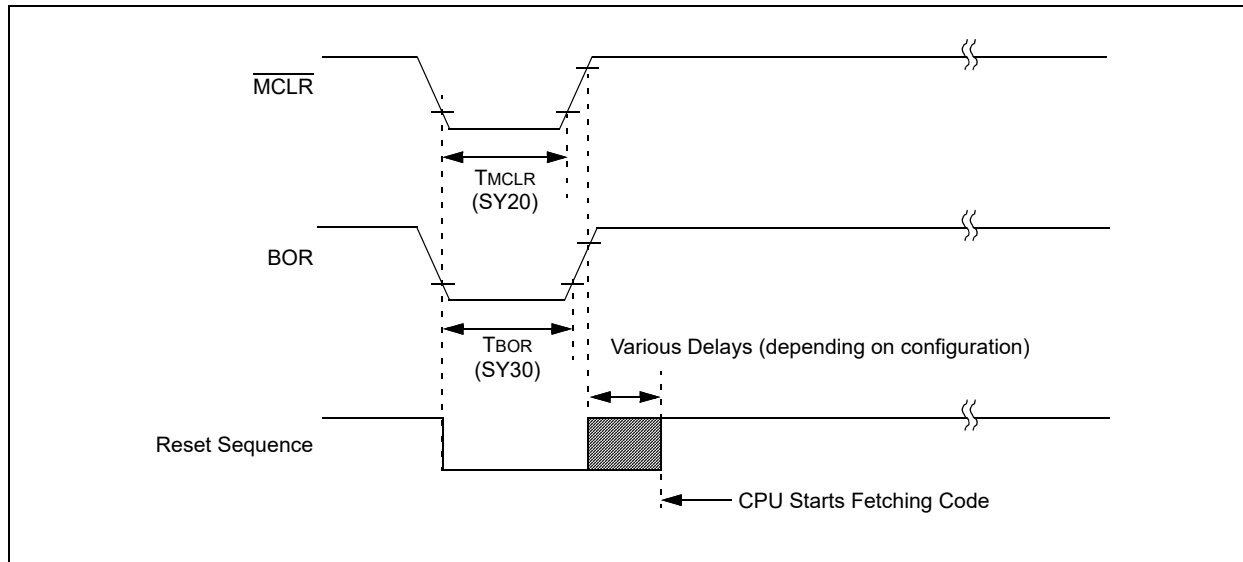 MCLR
TMCLR
(SY20)
BOR
TBOR
(SY30)
Various Delays (depending on configuration)
Reset Sequence
CPU Starts Fetching Code